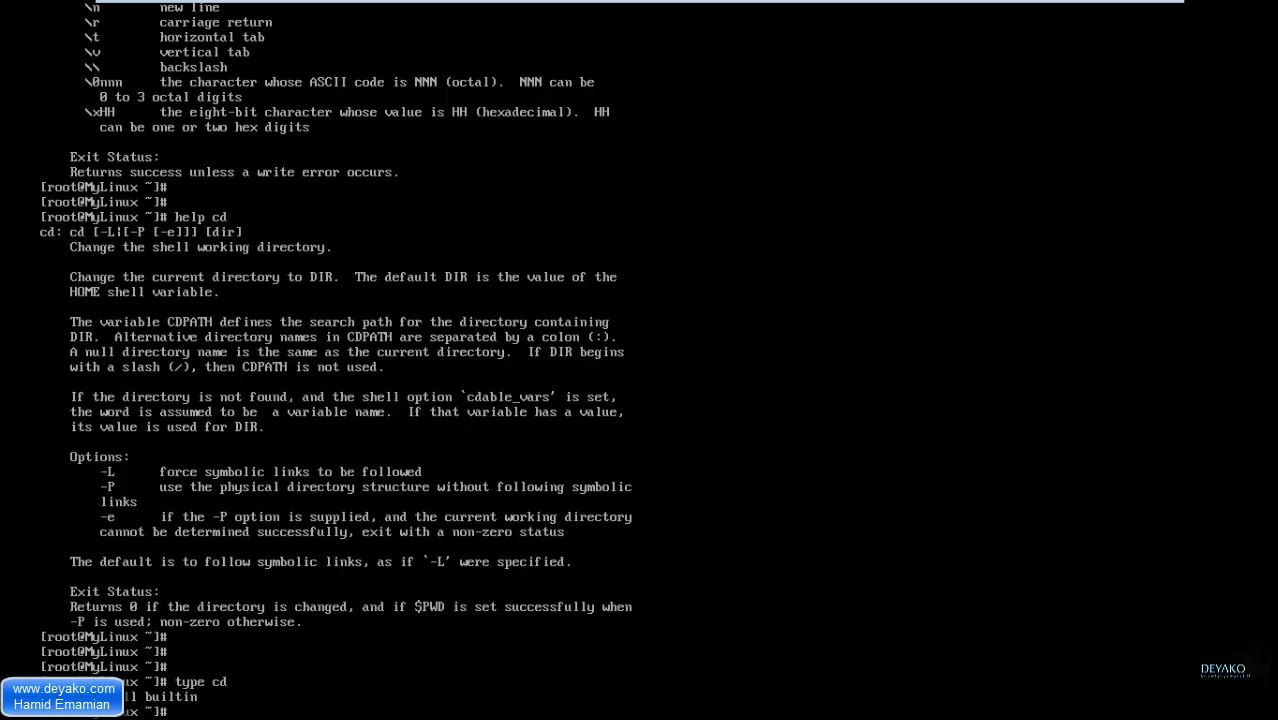 \n        new line
\r        carriage return
\t        horizontal tab
\v        vertical tab
\\        backslash
\0nnn     the character whose ASCII code is NNN (octal).  NNN can be
0 to 3 octal digits
\xHH      the eight-bit character whose value is HH (hexadecimal).  HH
can be one or two hex digits
Exit Status:
Returns success unless a write error occurs.
[root@MyLinux ~]#
[root@MyLinux ~]#
[root@MyLinux ~]# help cd
cd: cd [-L|[-P [-e]]] [dir]
Change the shell working directory.
Change the current directory to DIR.  The default DIR is the value of the
HOME shell variable.
The variable CDPATH defines the search path for the directory containing
DIR.  Alternative directory names in CDPATH are separated by a colon (:).
A null directory name is the same as the current directory.  If DIR begins
with a slash (/), then CDPATH is not used.
If the directory is not found, and the shell option `cdable_vars' is set,
the word is assumed to be  a variable name.  If that variable has a value,
its value is used for DIR.
Options:
-L      force symbolic links to be followed
-P      use the physical directory structure without following symbolic
links
-e      if the -P option is supplied, and the current working directory
cannot be determined successfully, exit with a non-zero status
The default is to follow symbolic links, as if `-L' were specified.
Exit Status:
Returns 0 if the directory is changed, and if $PWD is set successfully when
-P is used; non-zero otherwise.
[root@MyLinux ~]#
[root@MyLinux ~]#
[root@MyLinux ~]#
ux ~]# type cd
ll builtin
ux ~]#
www.deyako.com
Hamid Emamian
DEYAKO